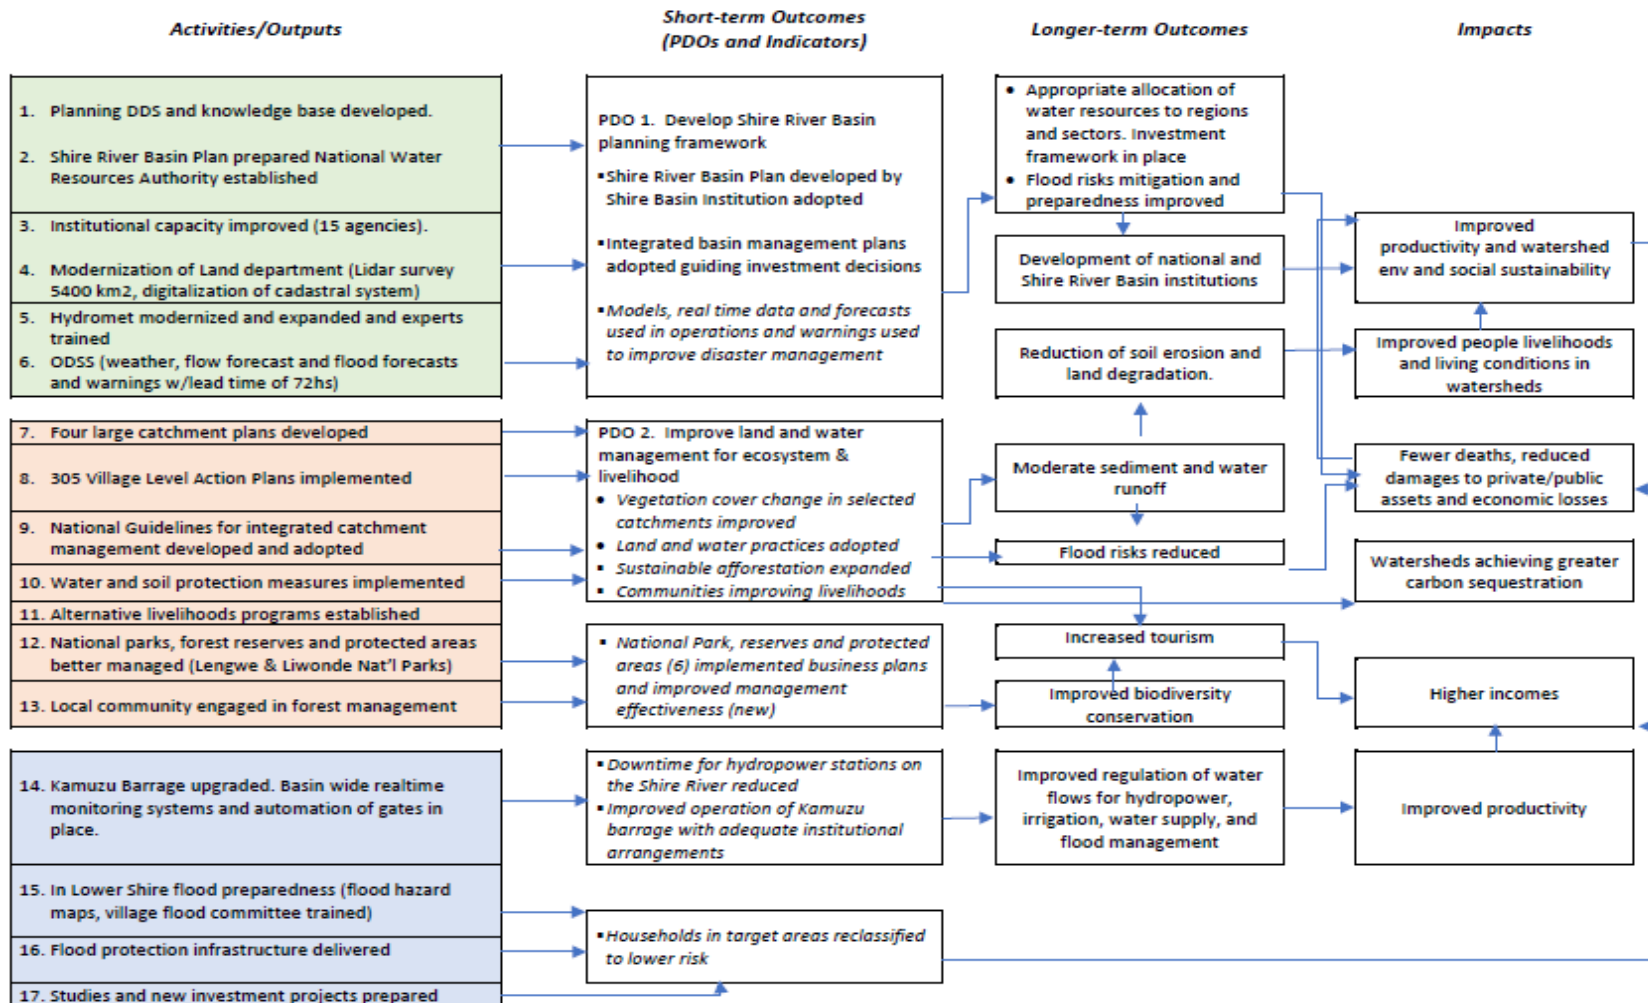 Activities/Outputs
Short-term Outcomes
(PDOs and Indicators)
Longer-term Outcomes
Impacts
1. Planning DDS and knowledge base developed.
2. Shire River Basin Plan prepared National Water
Resources Authority established
3. Institutional capacity improved (15 agencies).
4. Modernization of Land department (Lidar survey
5400 km2, digitalization of cadastral system)
5. Hydromet modernized and expanded and experts
trained
6. ODSS (weather, flow forecast and flood forecasts
and warnings w/lead time of 72hs)
7. Four large catchment plans developed
8. 305 Village Level Action Plans implemented
9. National Guidelines for integrated catchment
management developed and adopted
10. Water and soil protection measures implemented
11. Alternative livelihoods programs established
12. National parks, forest reserves and protected areas
better managed (Lengwe & Liwonde Nat'l Parks)
13. Local community engaged in forest management
14. Kamuzu Barrage upgraded. Basin wide realtime
monitoring systems and automation of gates in
place.
15. In Lower Shire flood preparedness (flood hazard
maps, village flood committee trained)
16. Flood protection infrastructure delivered
17. Studies and new investment projects prepared
PDO 1. Develop Shire River Basin
planning framework
▪Shire River Basin Plan developed by
Shire Basin Institution adopted
▪Integrated basin management plans
adopted guiding investment decisions
▪Models, real time data and forecasts
used in operations and warnings used
to improve disaster management
PDO 2. Improve land and water
management for ecosystem &
livelihood
• Vegetation cover change in selected
catchments improved
• Land and water practices adopted
▪ Sustainable afforestation expanded
▪ Communities improving livelihoods
▪ National Park, reserves and protected
areas (6) implemented business plans
and improved management
effectiveness (new)
▪Downtime for hydropower stations on
the Shire River reduced
▪Improved operation of Kamuzu
barrage with adequate institutional
arrangements
▪Households in target areas reclassified
to lower risk
• Appropriate allocation of
water resources to regions
and sectors. Investment
framework in place
• Flood risks mitigation and
preparedness improved
Development of national and
Shire River Basin institutions
Reduction of soil erosion and
land degradation.
Moderate sediment and water
runoff
Flood risks reduced
Increased tourism
Improved biodiversity
conservation
Improved regulation of water
flows for hydropower,
irrigation, water supply, and
flood management
Improved
productivity and watershed
env and social sustainability
Improved people livelihoods
and living conditions in
watersheds
Fewer deaths, reduced
damages to private/public
assets and economic losses
Watersheds achieving greater
carbon sequestration
Higher incomes
Improved productivity